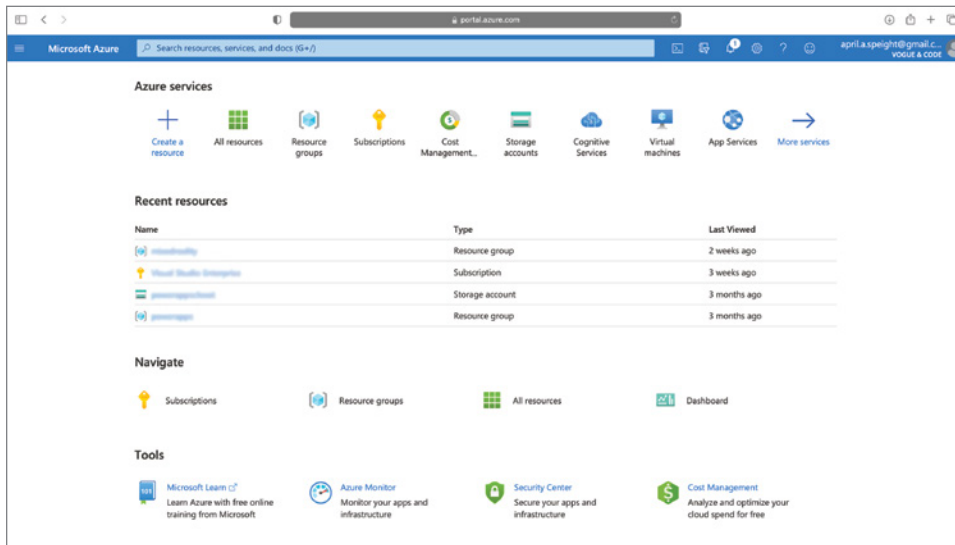 portal.azure.com
Microsoft Azure
Search resources, services, and docs (G+/)
1
april.a.speight@gmail.c...
VOGUE & CODE
Azure services
Create a
resource
All resources
Resource
groups
Subscriptions
Cost
Management...
Storage
accounts
Cognitive
Services
Virtual
machines
App Services
More services
Recent resources
Name Type Last Viewed
Resource group 2 weeks ago
Subscription 3 weeks ago
Storage account 3 months ago
Resource group 3 months ago
Navigate
Subscriptions
Resource groups
All resources
Dashboard
Tools
Microsoft Learn
Learn Azure with free online
training from Microsoft
Azure Monitor
Monitor your apps and
infrastructure
Security Center
Secure your apps and
infrastructure
Cost Management
Analyze and optimize your
cloud spend for free